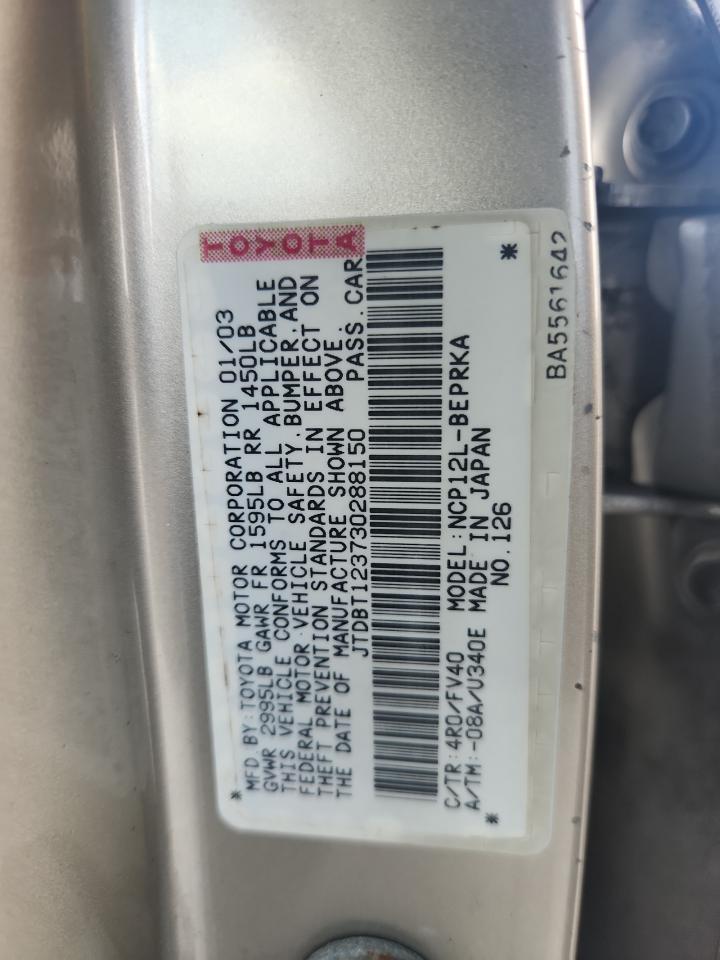 TOYOTA
*MFD.BY:TOYOTA MOTOR CORPORATION 01/03
GVWR 2995LB GAWR FR 1595LB RR 1450LB
THIS VEHICLE CONFORMS TO ALL APPLICABLE
FEDERAL MOTOR VEHICLE SAFETY,BUMPER,AND
THEFT PREVENTION STANDARDS IN EFFECT ON
THE DATE OF MANUFACTURE SHOWN ABOVE.
JTDBT123730288150 PASS.CAR
C/TR:4R0/FV40 MODEL:NCP12L-BEPRKA
A/TM:-08A/U340E MADE IN JAPAN
* NO.126 *
BA5561642